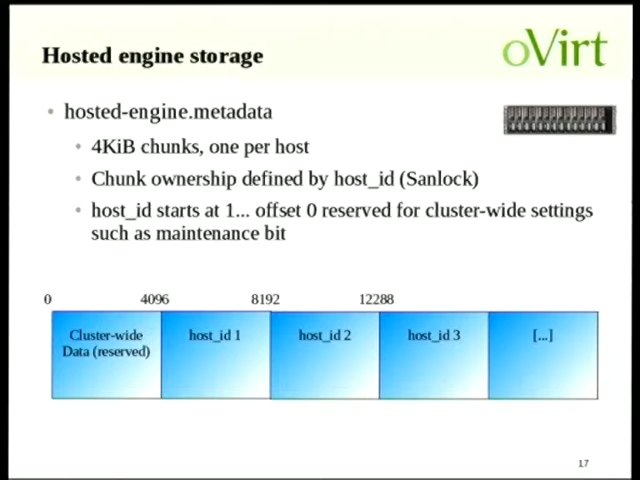 Hosted engine storage
oVirt
hosted-engine.metadata
4KiB chunks, one per host
Chunk ownership defined by host_id (Sanlock)
host_id starts at 1... offset 0 reserved for cluster-wide settings
such as maintenance bit
0 4096 8192 12288
Cluster-wide
Data (reserved)
host_id 1
host_id 2
host_id 3
[...]
17